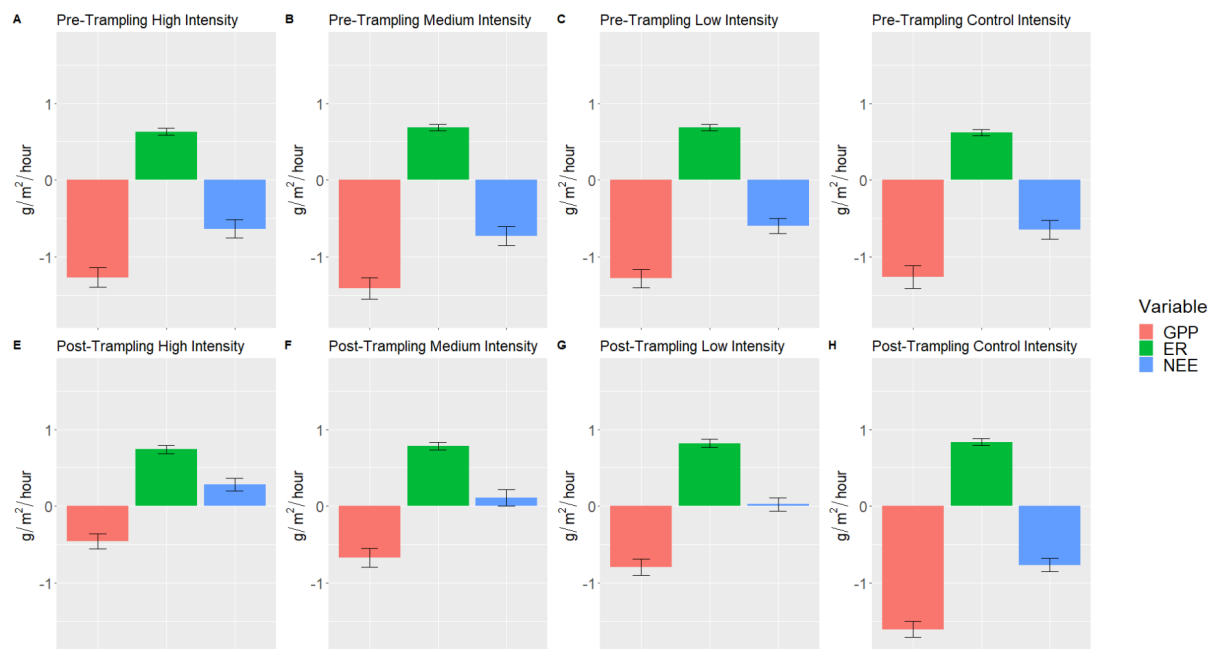 A Pre-Trampling High Intensity
B Pre-Trampling Medium Intensity
C Pre-Trampling Low Intensity
Pre-Trampling Control Intensity
g/m²/hour
1
0
-1
g/m²/hour
1
0
-1
g/m²/hour
1
0
-1
g/m²/hour
1
0
-1
E Post-Trampling High Intensity
F Post-Trampling Medium Intensity
G Post-Trampling Low Intensity
H Post-Trampling Control Intensity
g/m²/hour
1
0
-1
g/m²/hour
1
0
-1
g/m²/hour
1
0
-1
g/m²/hour
1
0
-1
Variable
GPP
ER
NEE